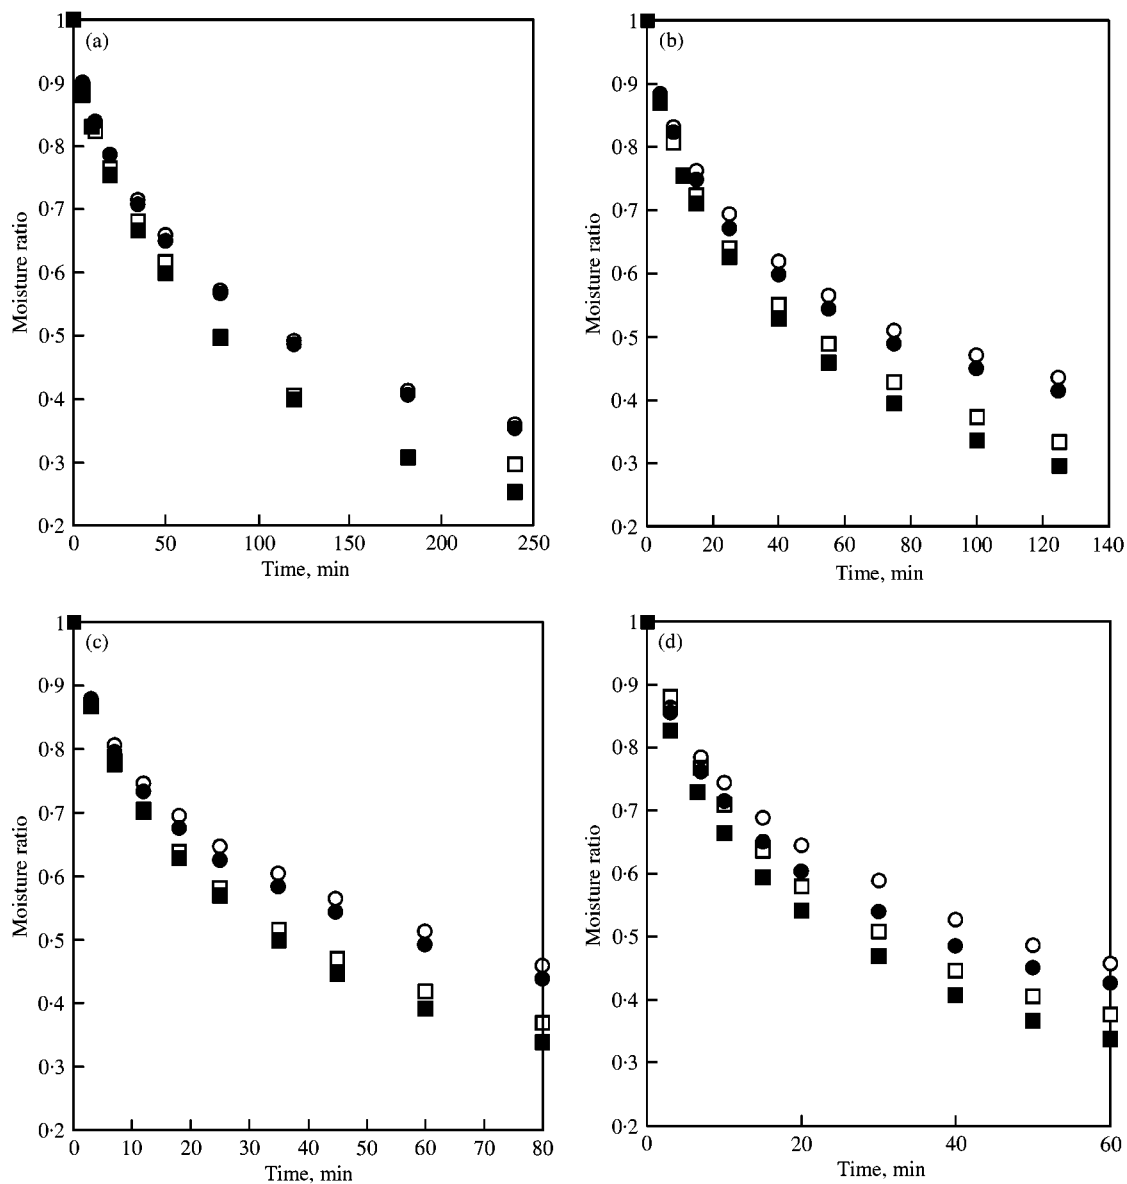 (a)
Moisture ratio
1
0·9
0·8
0·7
0·6
0·5
0·4
0·3
0·2
0 50 100 150 200 250
Time, min
(b)
Moisture ratio
1
0·9
0·8
0·7
0·6
0·5
0·4
0·3
0·2
0 20 40 60 80 100 120 140
Time, min
(c)
Moisture ratio
1
0·9
0·8
0·7
0·6
0·5
0·4
0·3
0·2
0 10 20 30 40 50 60 70 80
Time, min
(d)
Moisture ratio
1
0·9
0·8
0·7
0·6
0·5
0·4
0·3
0·2
0 20 40 60
Time, min